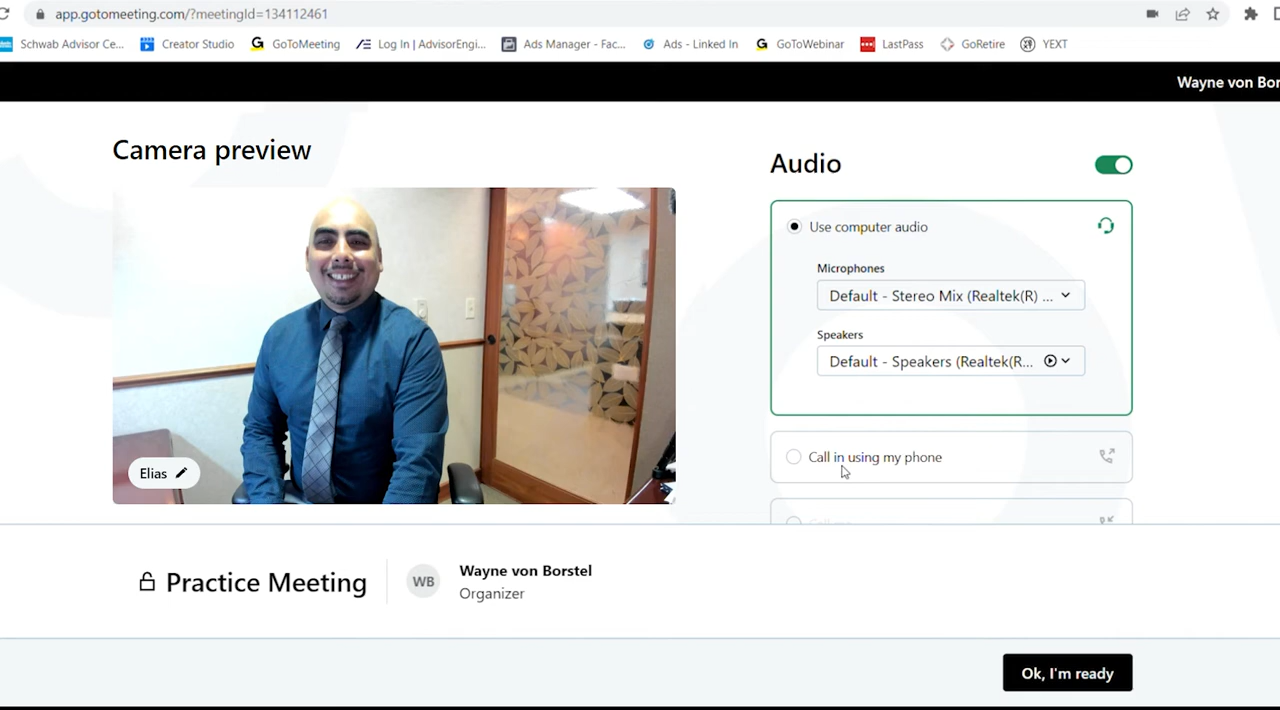 app.gotomeeting.com/?meetingId=134112461
Schwab Advisor Ce... Creator Studio GoToMeeting Log In | AdvisorEngi... Ads Manager - Fac... Ads - Linked In GoToWebinar LastPass GoRetire YEXT
Wayne von Bor
Camera preview
Elias
Audio
Use computer audio
Microphones
Default - Stereo Mix (Realtek(R) ...
Speakers
Default - Speakers (Realtek(R...
Call in using my phone
Practice Meeting
WB
Wayne von Borstel
Organizer
Ok, I'm ready